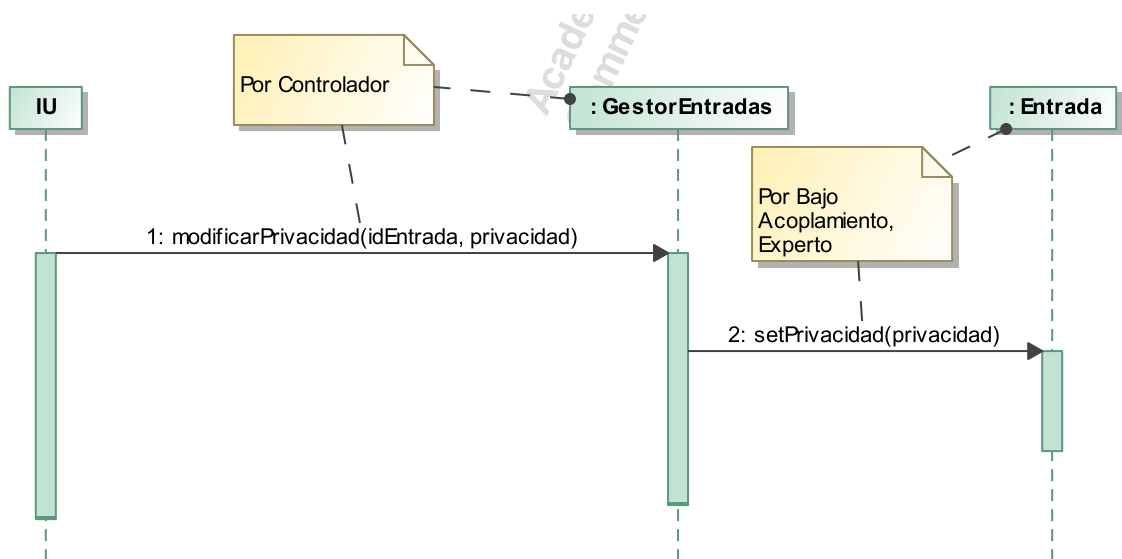 Por Controlador
IU
: GestorEntradas
: Entrada
Por Bajo
Acoplamiento,
Experto
1: modificarPrivacidad(idEntrada, privacidad)
2: setPrivacidad(privacidad)